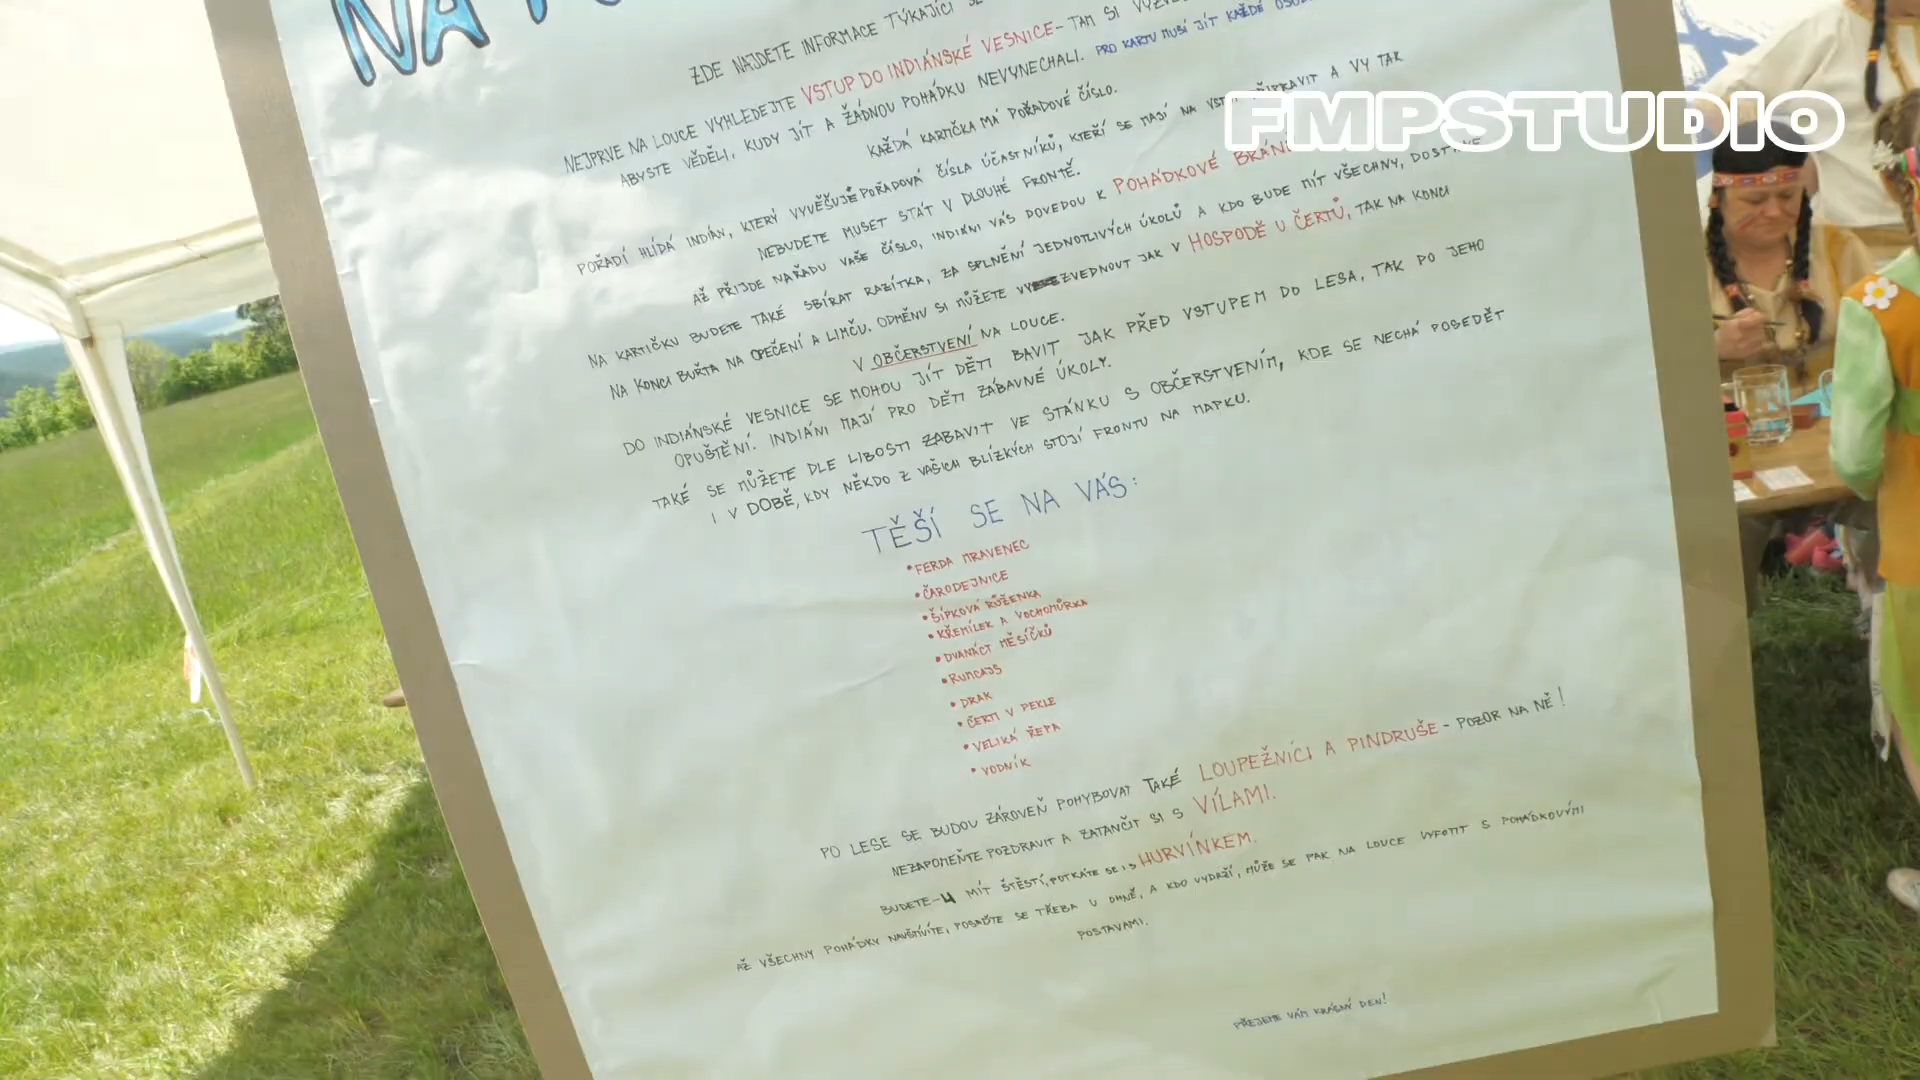 NA
ZDE NAJDETE INFORMACE TÝKAJÍCÍ SE
NEJPRVE NA LOUCE VYHLEDEJTE VSTUP DO INDIÁNSKÉ VESNICE - TAM SI
ABYSTE VĚDĚLI, KUDY JÍT A ŽÁDNOU POHÁDKU NEVYNECHALI. PRO KARTU MUSÍ JÍT KAŽDÉ
KAŽDÁ KARTIČKA MÁ POŘADOVÉ ČÍSLO.
POŘADÍ HLÍDÁ INDIÁN, KTERÝ VYVĚŠUJE POŘADOVÁ ČÍSLA ÚČASTNÍKŮ, KTEŘÍ SE MAJÍ NA A VY TAK
NEBUDETE MUSET STÁT V DLOUHÉ FRONTĚ.
AŽ PŘIJDE NAŘADU VAŠE ČÍSLO, INDIÁNI VÁS DOVEDOU K POHÁDKOVÉ
NA KARTIČKU BUDETE TAKÉ SBÍRAT RAZÍTKA, ZA SPLNĚNÍ JEDNOTLIVÝCH ÚKOLŮ A KDO BUDE MÍT VŠECHNY, DOSTANE
NA KONCI BUŘTA NA OPEČENÍ A LIMČU. ODMĚNU SI MŮŽETE VYZVEDNOUT JAK V HOSPODĚ U ČERTŮ, TAK NA KONCI
V OBČERSTVENÍ NA LOUCE.
DO INDIÁNSKÉ VESNICE SE MOHOU JÍT DĚTI BAVIT JAK PŘED VSTUPEM DO LESA, TAK PO JEHO
OPUŠTĚNÍ. INDIÁNI MAJÍ PRO DĚTI ZÁBAVNÉ ÚKOLY.
TAKÉ SE MŮŽETE DLE LIBOSTI ZABAVIT VE STÁNKU S OBČERSTVENÍM, KDE SE NECHÁ POSEDĚT
I V DOBĚ, KDY NĚKDO Z VAŠICH BLÍZKÝCH STOJÍ FRONTU NA MAPKU.
TĚŠÍ SE NA VÁS:
• FERDA MRAVENEC
• ČARODEJNICE
• ŠÍPKOVÁ RŮŽENKA
• KŘEMÍLEK A VOCHOMŮRKA
• DVANÁCT MĚSÍČKŮ
• RUMCAJS
• DRAK
• ČERTI V PEKLE
• VELIKÁ ŘEPA
• VODNÍK
PO LESE SE BUDOU ZÁROVEŇ POHYBOVAT TAKÉ LOUPEŽNÍCI A PINDRUŠE - POZOR NA NĚ!
NEZAPOMEŇTE POZDRAVIT A ZATANČIT SI S VÍLAMI.
BUDETE-LI MÍT ŠTĚSTÍ, POTKÁTE SE I S HURVÍNKEM.
AŽ VŠECHNY POHÁDKY NAVŠTÍVÍTE, POSAĎTE SE TŘEBA U OHNĚ, A KDO VYDRŽÍ, MŮŽE SE PAK NA LOUCE VYFOTIT S POHÁDKOVÝMI
POSTAVAMI.
PŘEJEME VÁM KRÁSNÝ DEN!
FMPSTUDIO